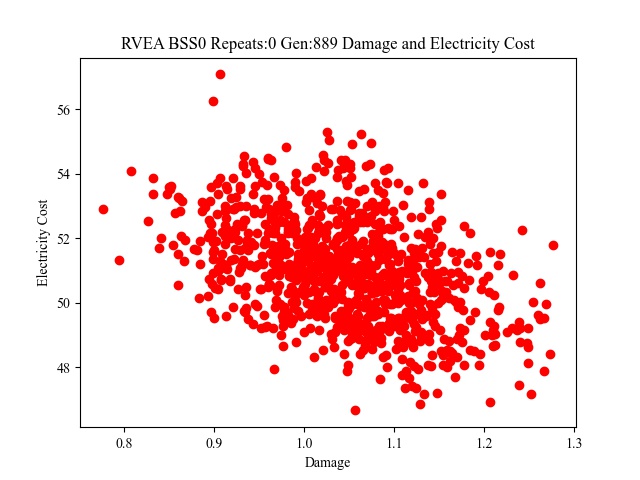 RVEA BSS0 Repeats:0 Gen:889 Damage and Electricity Cost
56
54
52
50
48
Electricity Cost
0.8 0.9 1.0 1.1 1.2 1.3
Damage